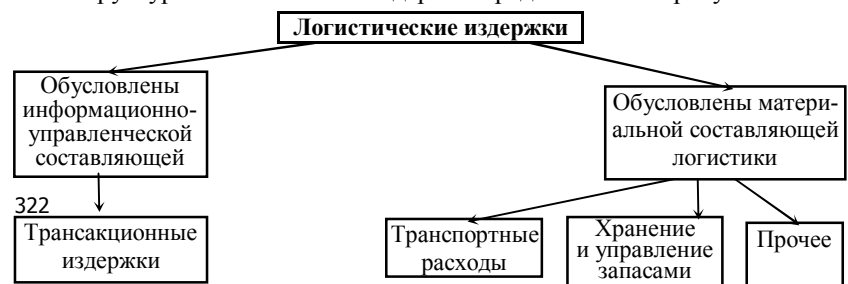 Логистические издержки
Обусловлены
информационно-
управленческой
составляющей
Обусловлены матери-
альной составляющей
логистики
322
Трансакционные
издержки
Транспортные
расходы
Хранение
и управление
запасами
Прочее